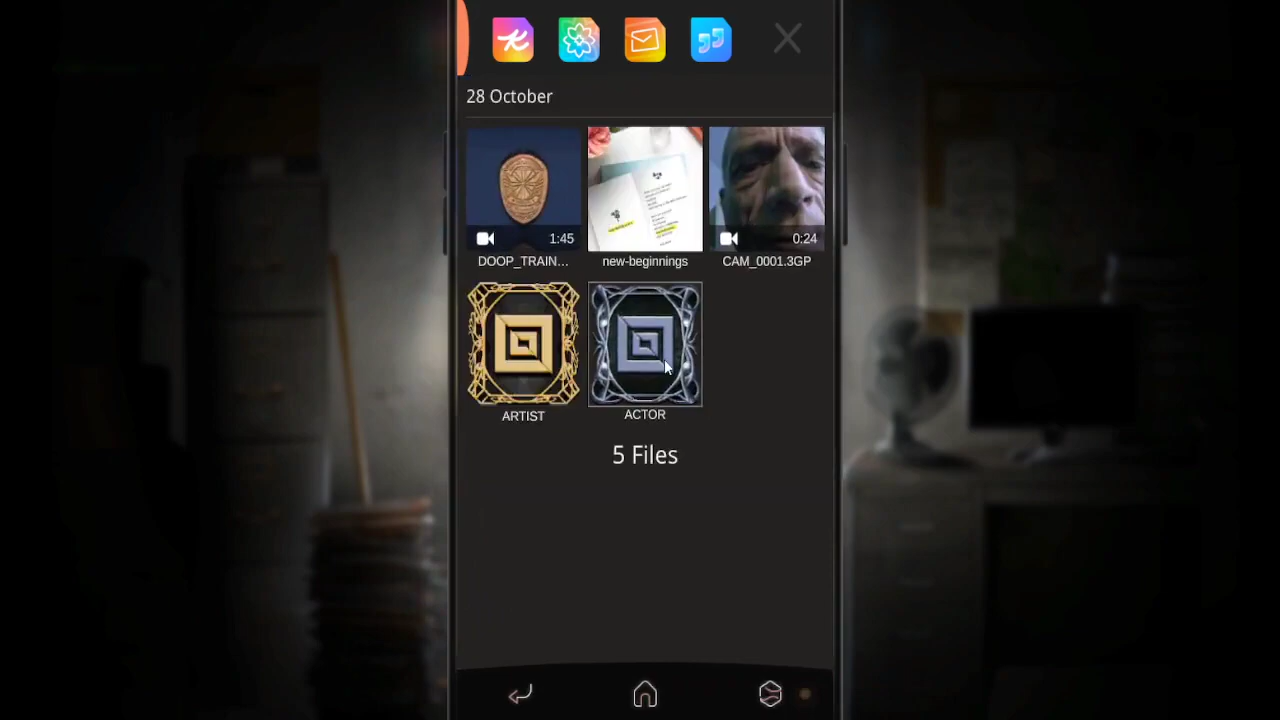 28 October
1:45
0:24
DOOP_TRAIN...
new-beginnings
CAM_0001.3GP
ARTIST
ACTOR
5 Files